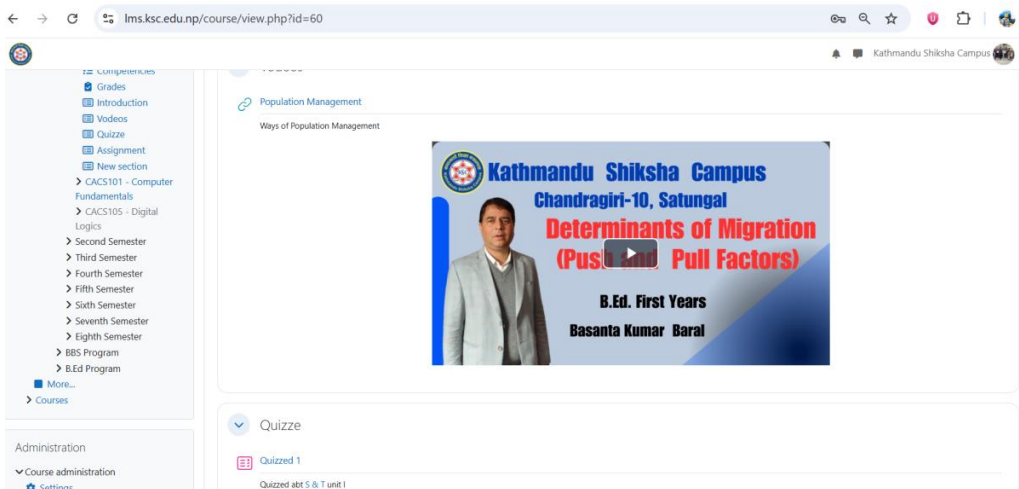 lms.ksc.edu.np/course/view.php?id=60
Kathmandu Shiksha Campus
Competencies
Grades
Introduction
Vodeos
Quizze
Assignment
New section
CACS101 - Computer
Fundamentals
CACS105 - Digital
Logics
Second Semester
Third Semester
Fourth Semester
Fifth Semester
Sixth Semester
Seventh Semester
Eighth Semester
BBS Program
B.Ed Program
More...
Courses
Administration
Course administration
Settings
Population Management
Ways of Population Management
Kathmandu Shiksha Campus
Chandragiri-10, Satungal
Determinants of Migration
(Push and Pull Factors)
B.Ed. First Years
Basanta Kumar Baral
Quizze
Quizzed 1
Quizzed abt S & T unit I